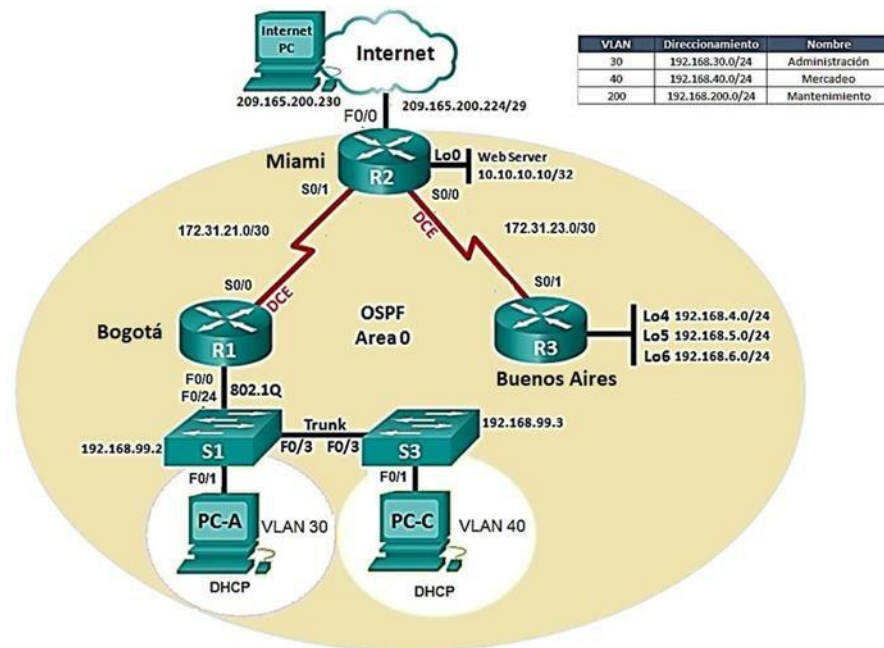 Internet
PC
Internet
209.165.200.230
209.165.200.224/29
F0/0
VLAN Direccionamiento Nombre
30 192.168.30.0/24 Administración
40 192.168.40.0/24 Mercadeo
200 192.168.200.0/24 Mantenimiento
Miami
R2
Lo0
Web Server
10.10.10.10/32
S0/1
S0/0
DCE
172.31.21.0/30
172.31.23.0/30
S0/0
DCE
S0/1
Bogotá
R1
OSPF
Area 0
R3
Buenos Aires
Lo4 192.168.4.0/24
Lo5 192.168.5.0/24
Lo6 192.168.6.0/24
F0/0
F0/24
802.1Q
Trunk
192.168.99.2
S1
F0/3 F0/3
S3
192.168.99.3
F0/1
F0/1
PC-A
VLAN 30
DHCP
PC-C
VLAN 40
DHCP